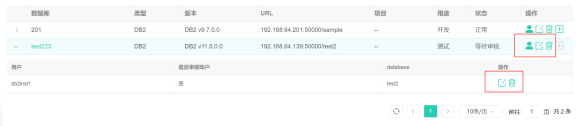 数据库 类型 版本 URL 项目 用途 状态 操作
201 DB2 DB2 v9.7.0.0 192.168.64.201:50000/sample -- 开发 正常
test223 DB2 DB2 v11.5.0.0 192.168.64.139:50000/test2 -- 测试 等待审核
用户 是否审核账户 database 操作
db2inst1 是 test2
1 10条/页 前往 1 页 共2条